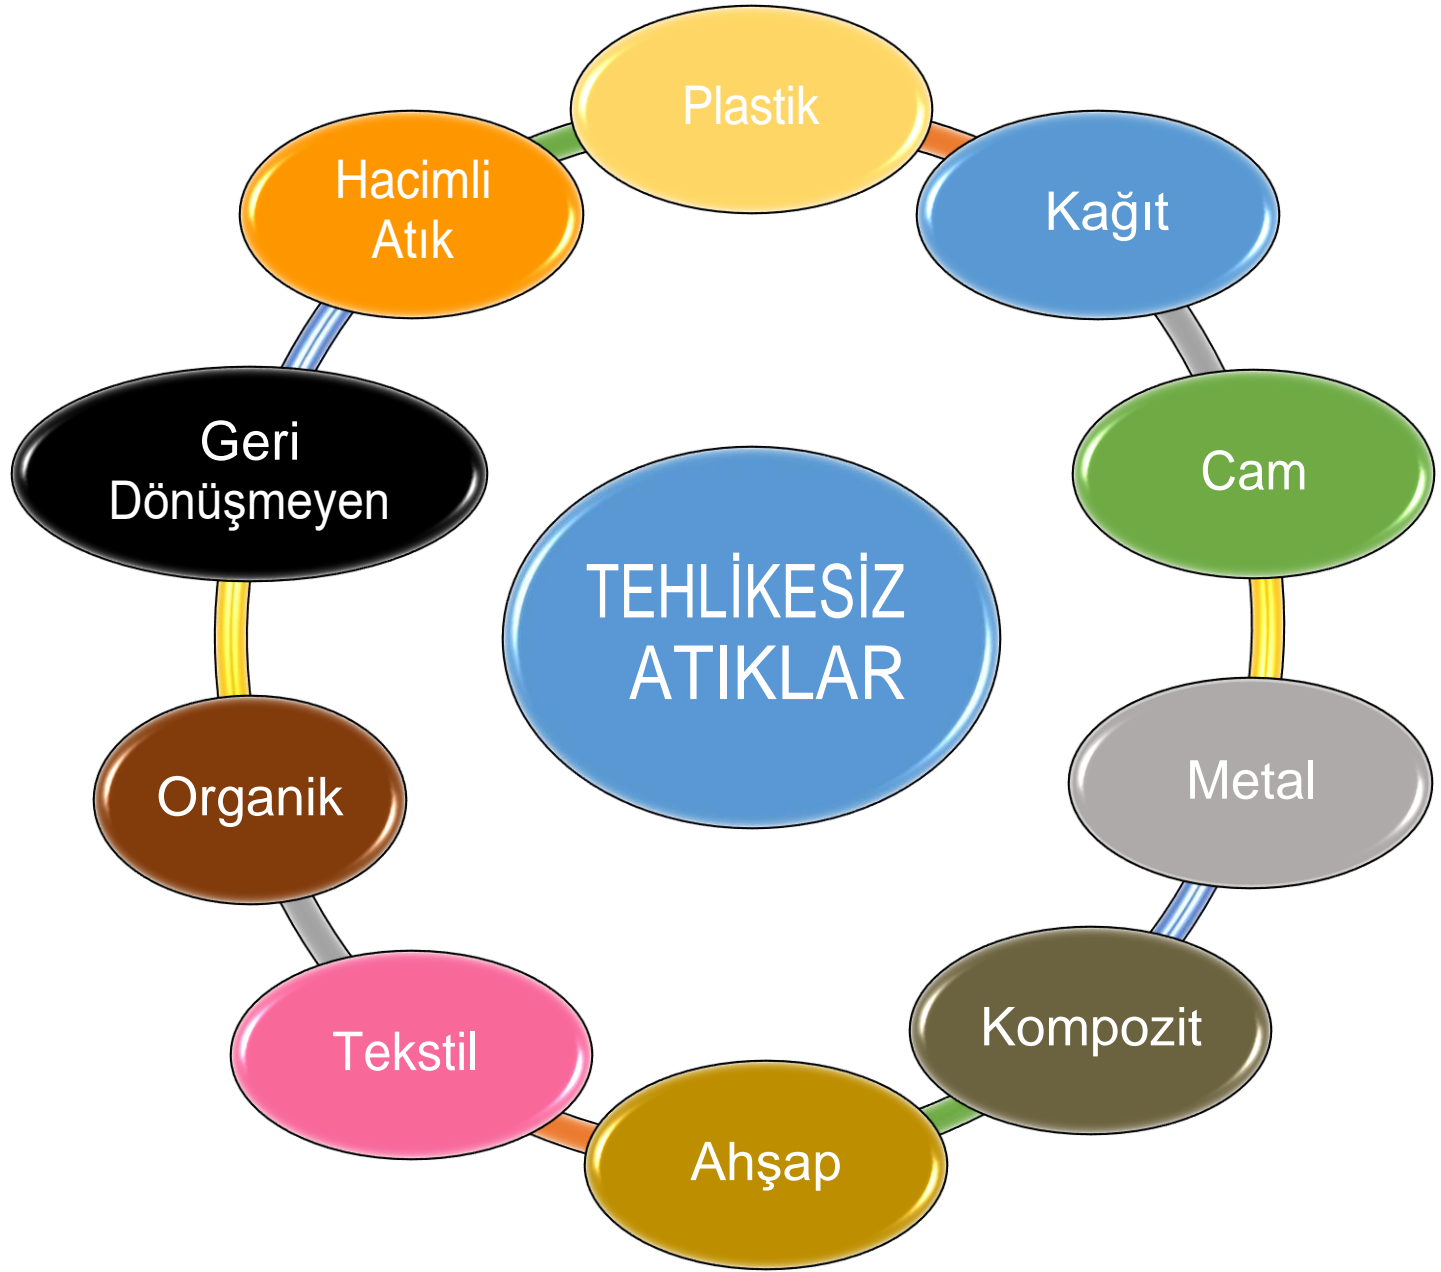 Plastik
Kağıt
Cam
Metal
Kompozit
Ahşap
Tekstil
Organik
Geri
Dönüşmeyen
Hacimli
Atık
TEHLİKESİZ
ATIKLAR